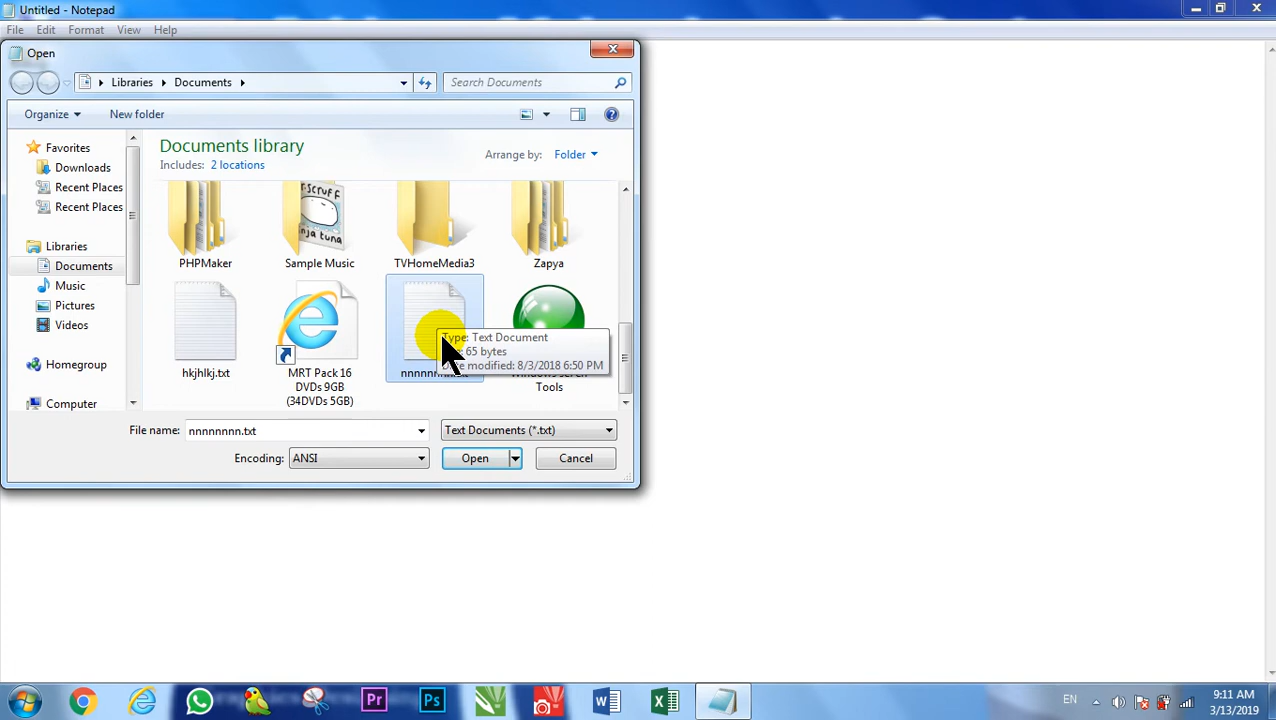 Untitled - Notepad
File Edit Format View Help
Open
Libraries Documents
Search Documents
Organize New folder
Favorites
Downloads
Recent Places
Recent Places
Libraries
Documents
Music
Pictures
Videos
Homegroup
Computer
Documents library
Includes: 2 locations
Arrange by: Folder
PHPMaker
Sample Music
TVHomeMedia3
Zapya
hkjhlkj.txt
MRT Pack 16
DVDs 9GB
(34DVDs 5GB)
Tools
Type: Text Document
65 bytes
modified: 8/3/2018 6:50 PM
File name: nnnnnnnn.txt
Text Documents (*.txt)
Encoding: ANSI
Open Cancel
Pr
Ps
EN
9:11 AM
3/13/2019